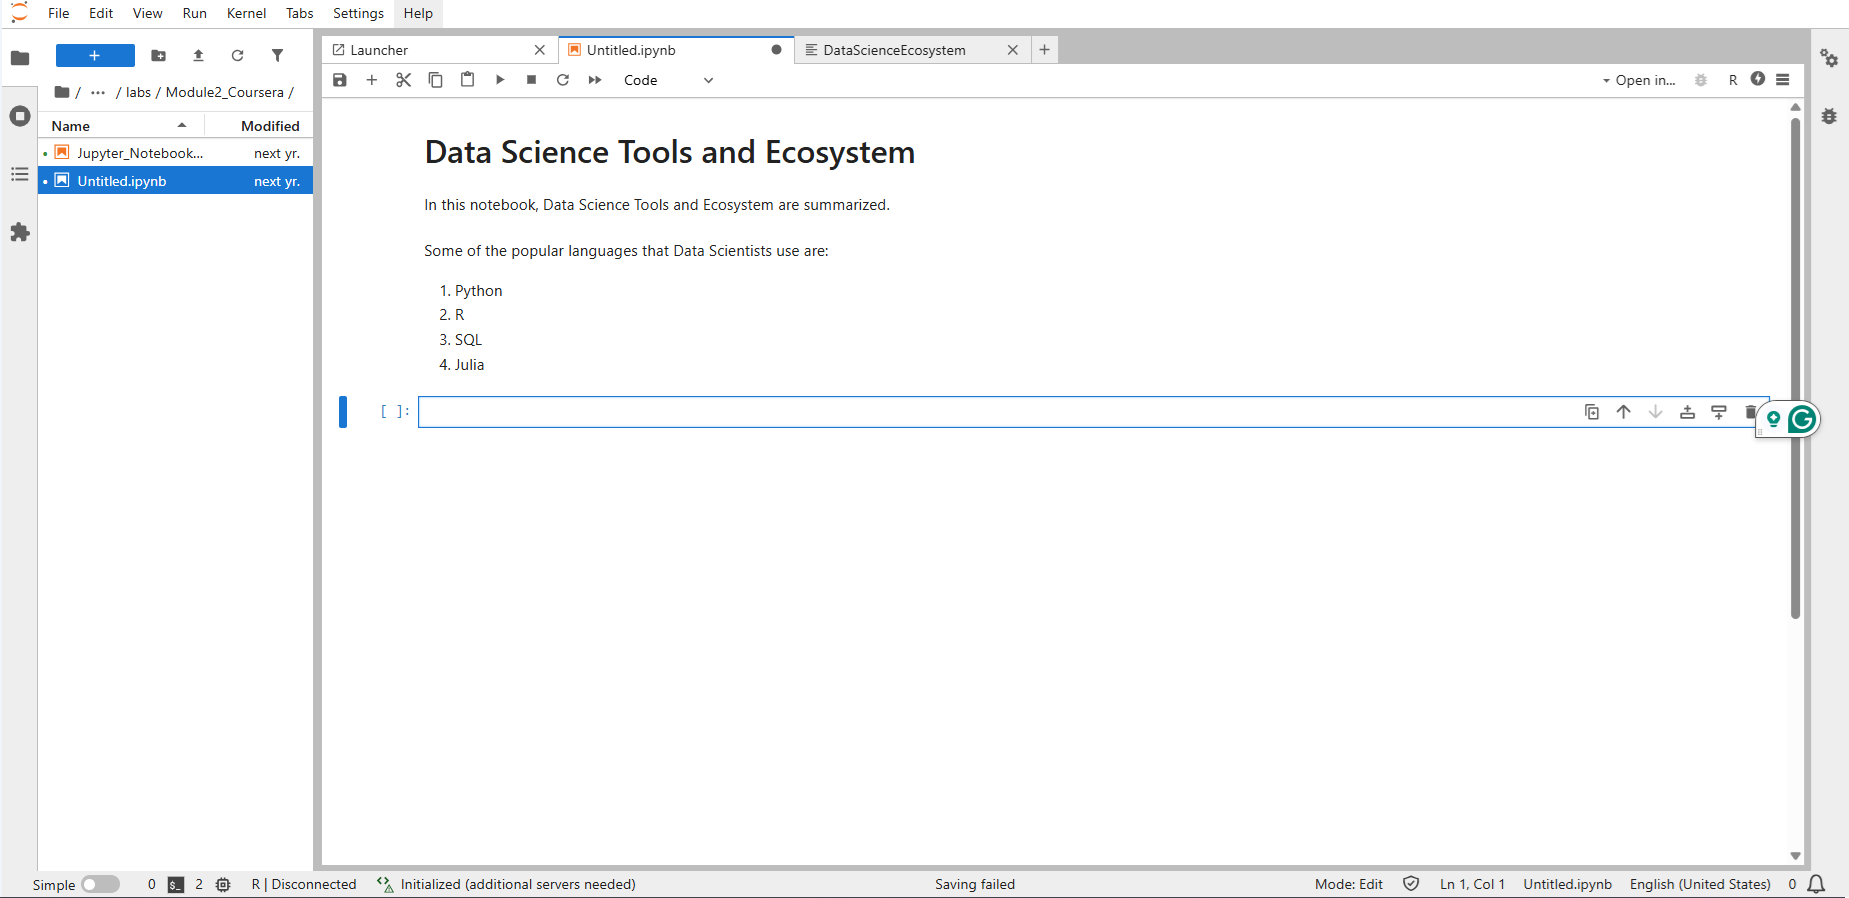 File Edit View Run Kernel Tabs Settings Help
/ ... / labs / Module2_Coursera /
Name Modified
Jupyter_Notebook... next yr.
Untitled.ipynb next yr.
Launcher Untitled.ipynb DataScienceEcosystem
Code Open in... R
Data Science Tools and Ecosystem
In this notebook, Data Science Tools and Ecosystem are summarized.
Some of the popular languages that Data Scientists use are:
1. Python
2. R
3. SQL
4. Julia
[ ]:
Simple 0 $_ 2 R | Disconnected Initialized (additional servers needed) Saving failed Mode: Edit Ln 1, Col 1 Untitled.ipynb English (United States) 0